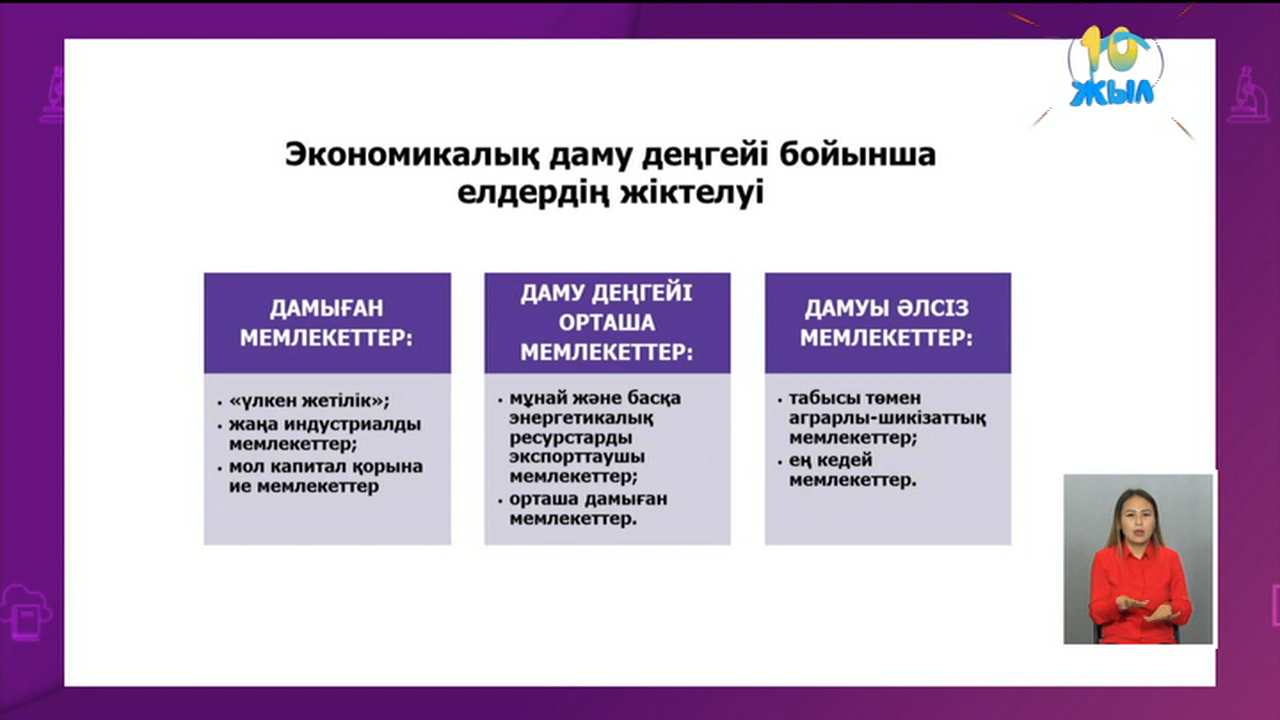 10
ЖЫЛ
Экономикалық даму деңгейі бойынша
елдердің жіктелуі
ДАМЫҒАН
МЕМЛЕКЕТТЕР:
• «үлкен жетілік»;
• жаңа индустриалды
мемлекеттер;
• мол капитал қорына
ие мемлекеттер
ДАМУ ДЕҢГЕЙІ
ОРТАША
МЕМЛЕКЕТТЕР:
• мұнай және басқа
энергетикалық
ресурстарды
экспорттаушы
мемлекеттер;
• орташа дамыған
мемлекеттер.
ДАМУЫ ӘЛСІЗ
МЕМЛЕКЕТТЕР:
• табысы төмен
аграрлы-шикізаттық
мемлекеттер;
• ең кедей
мемлекеттер.